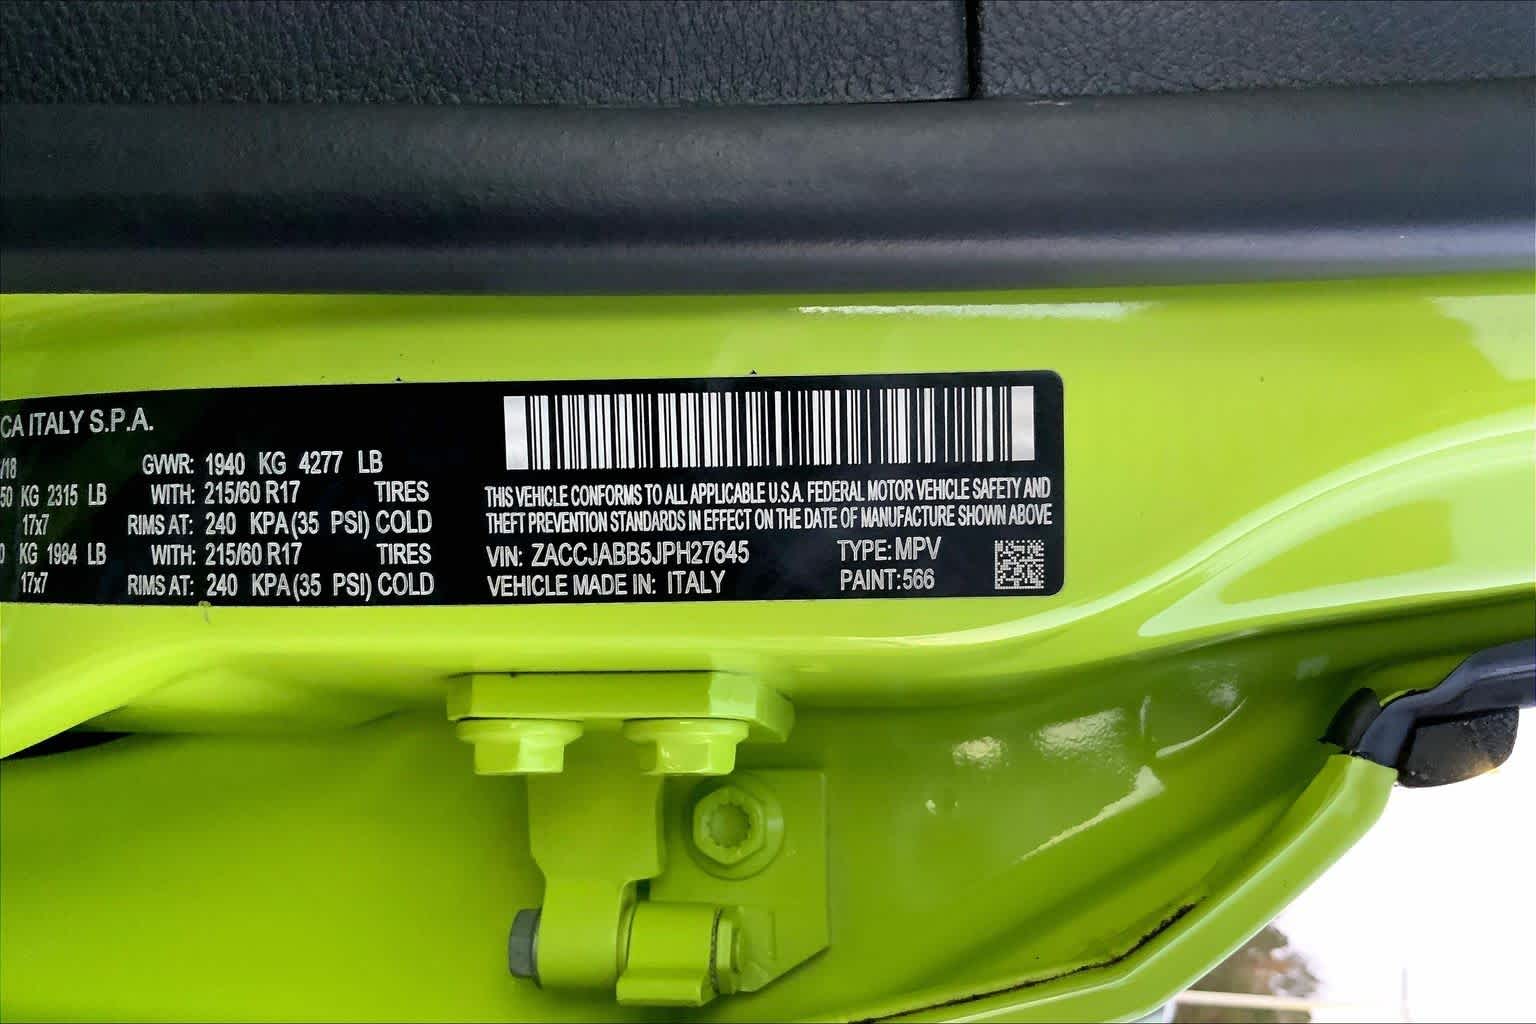 CA ITALY S.P.A.
/18 GVWR: 1940 KG 4277 LB
50 KG 2315 LB WITH: 215/60 R17 TIRES
17x7 RIMS AT: 240 KPA(35 PSI) COLD
0 KG 1984 LB WITH: 215/60 R17 TIRES
17x7 RIMS AT: 240 KPA(35 PSI) COLD
THIS VEHICLE CONFORMS TO ALL APPLICABLE U.S.A. FEDERAL MOTOR VEHICLE SAFETY AND
THEFT PREVENTION STANDARDS IN EFFECT ON THE DATE OF MANUFACTURE SHOWN ABOVE
VIN: ZACCJABB5JPH27645 TYPE: MPV
VEHICLE MADE IN: ITALY PAINT: 566